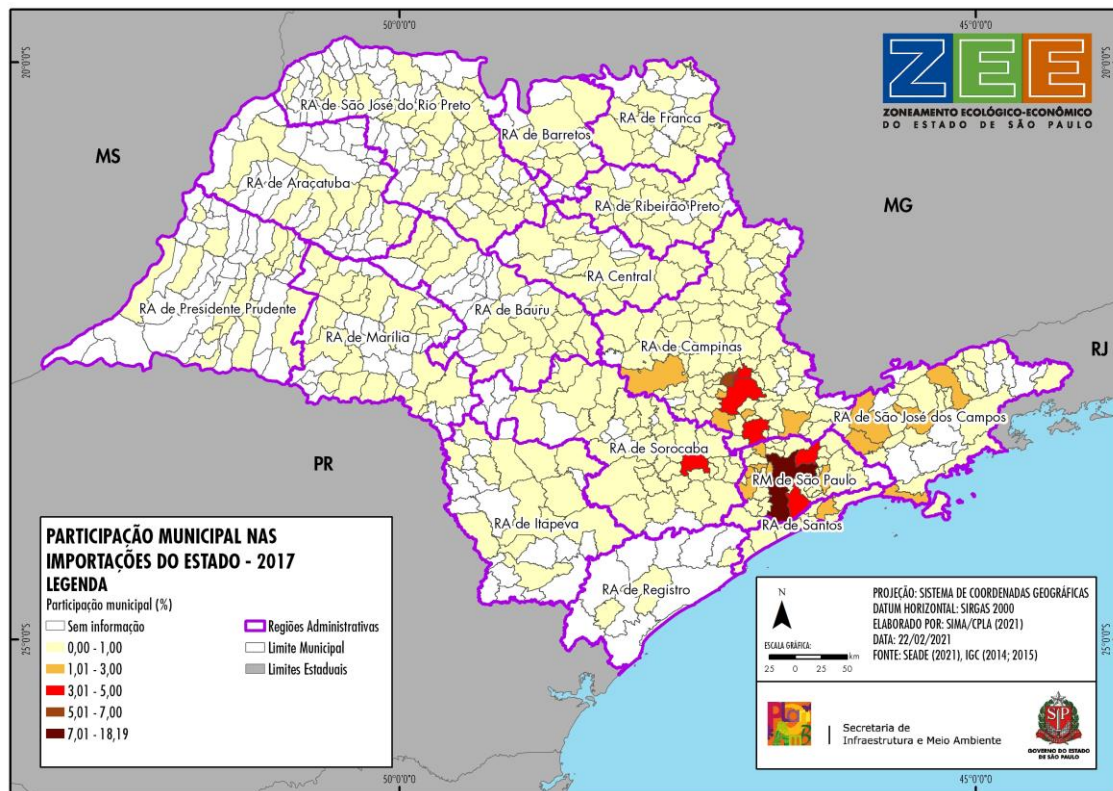 50°0'0"O
45°0'0"O
20°0'0"S
20°0'0"S
ZEE
ZONEAMENTO ECOLÓGICO-ECONÔMICO
DO ESTADO DE SÃO PAULO
RA de São José do Rio Preto
RA de Barretos
RA de Franca
MS
RA de Araçatuba
RA de Ribeirão Preto
MG
RA Central
RA de Presidente Prudente
RA de Bauru
RA de Marília
RA de Campinas
RJ
RA de São José dos Campos
RA de Sorocaba
PR
RM de São Paulo
RA de Itapeva
RA de Santos
RA de Registro
PARTICIPAÇÃO MUNICIPAL NAS
IMPORTAÇÕES DO ESTADO - 2017
LEGENDA
Participação municipal (%)
Sem informação
0,00 - 1,00
1,01 - 3,00
3,01 - 5,00
5,01 - 7,00
7,01 - 18,19
Regiões Administrativas
Limite Municipal
Limites Estaduais
N
ESCALA GRÁFICA:
25 0 25 50 km
PROJEÇÃO: SISTEMA DE COORDENADAS GEOGRÁFICAS
DATUM HORIZONTAL: SIRGAS 2000
ELABORADO POR: SIMA/CPLA (2021)
DATA: 22/02/2021
FONTE: SEADE (2021), IGC (2014; 2015)
25°0'0"S
25°0'0"S
Secretaria de
Infraestrutura e Meio Ambiente
SP
GOVERNO DO ESTADO
DE SÃO PAULO
50°0'0"O
45°0'0"O